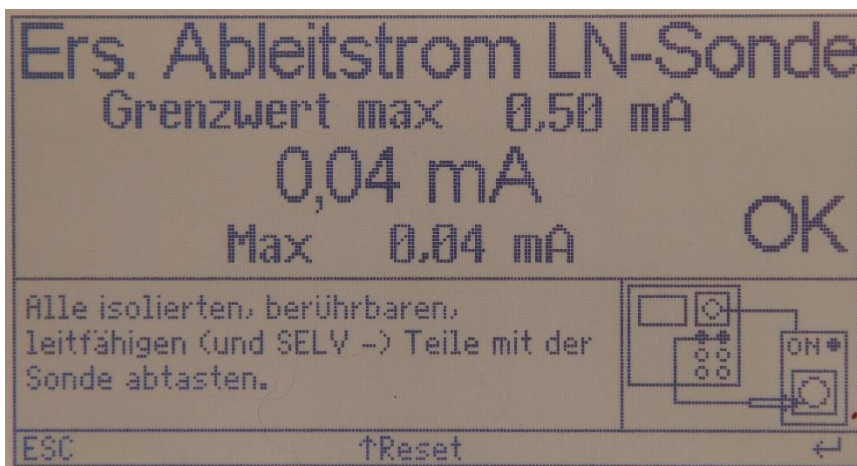 Ers. Ableitstrom LN-Sonde
Grenzwert max 0,50 mA
0,04 mA
OK
Max 0,04 mA
Alle isolierten, berührbaren,
leitfähigen (und SELV -) Teile mit der
Sonde abtasten.
ON
ESC ↑Reset ↵